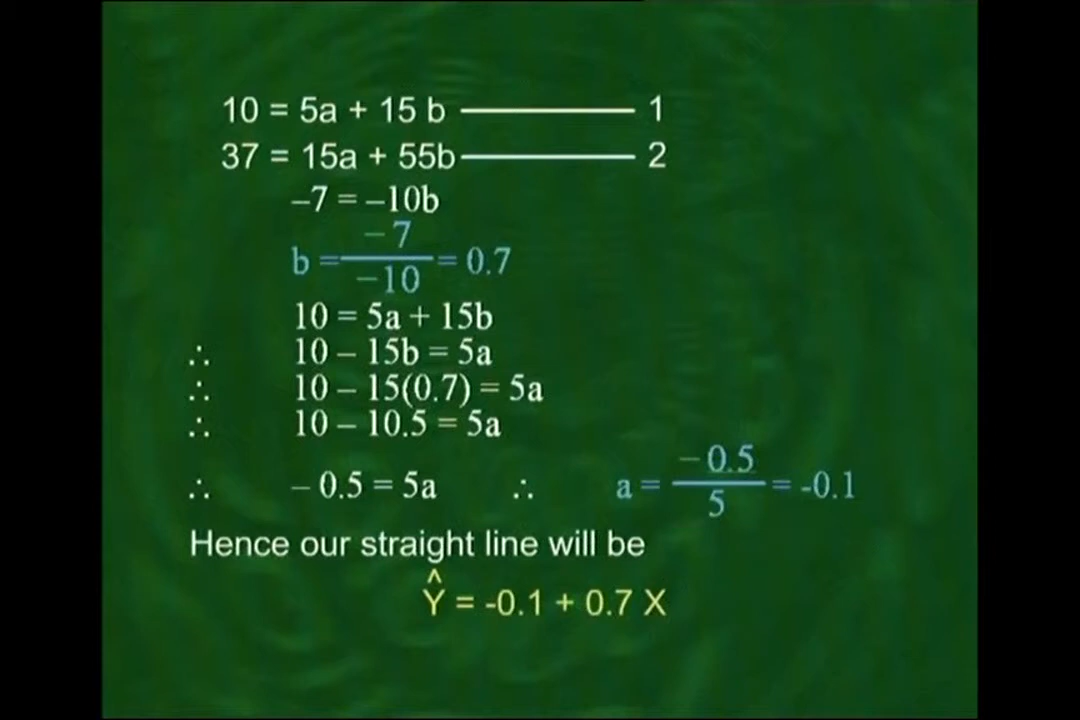 10 = 5a + 15 b ——— 1
37 = 15a + 55b ——— 2
–7 = –10b
b = –7/–10 = 0.7
10 = 5a + 15b
∴ 10 – 15b = 5a
∴ 10 – 15(0.7) = 5a
∴ 10 – 10.5 = 5a
∴ – 0.5 = 5a ∴ a = – 0.5/5 = -0.1
Hence our straight line will be
Ŷ = -0.1 + 0.7 X